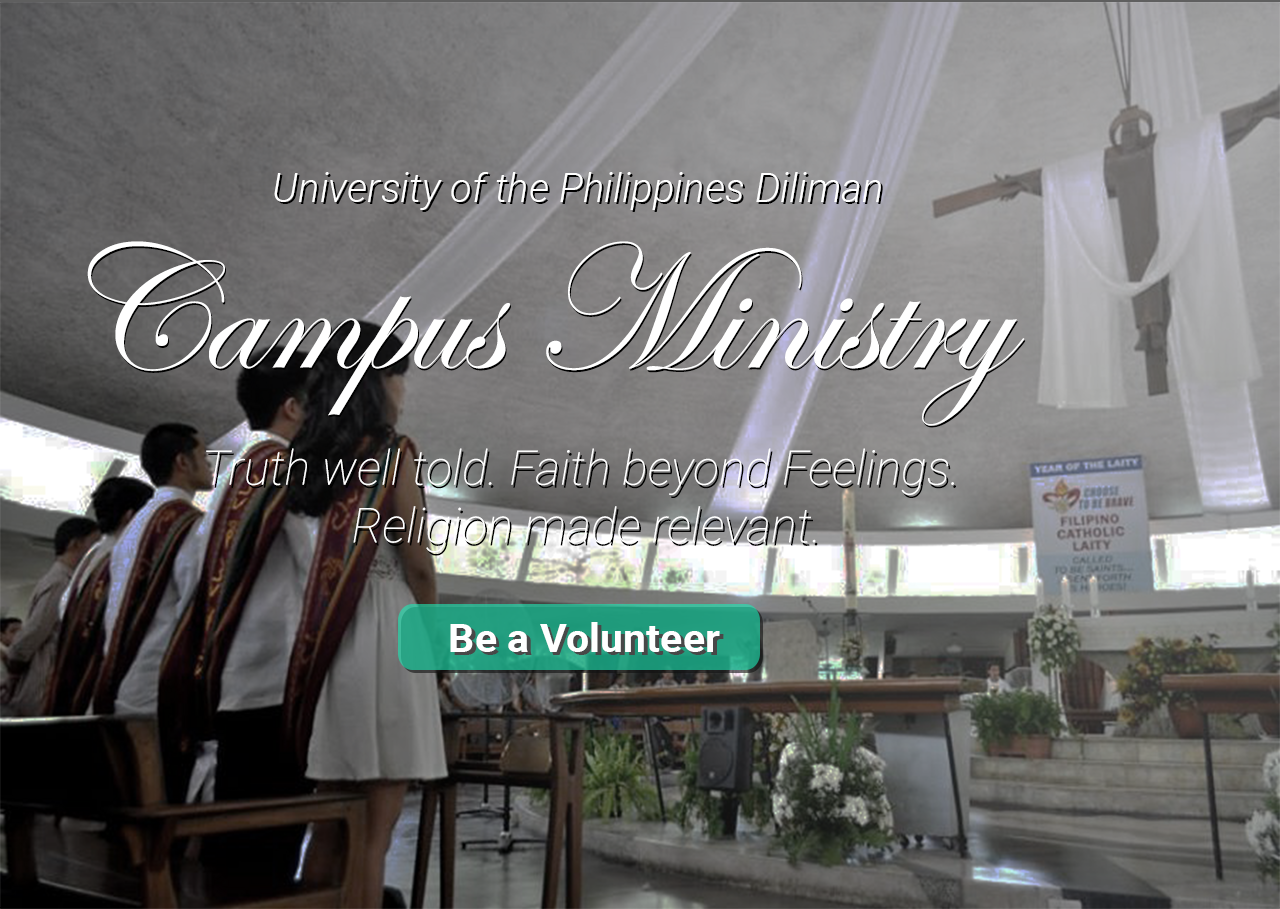 University of the Philippines Diliman
Campus Ministry
Truth well told. Faith beyond Feelings.
Religion made relevant.
YEAR OF THE LAITY
CHOOSE
TO BE BRAVE
FILIPINO
CATHOLIC
LAITY
CALLED
TO BE SAINTS...
Be a Volunteer